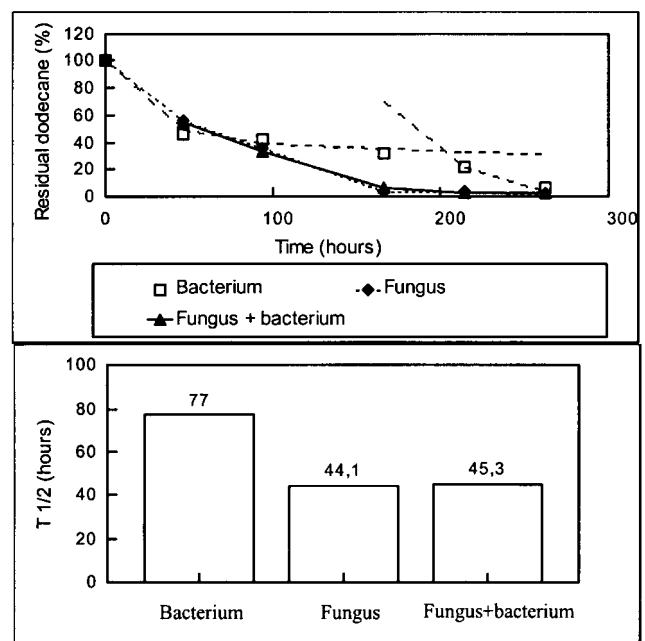 Residual dodecane (%)
120
100
80
60
40
20
0
0 100 200 300
Time (hours)
Bacterium Fungus
Fungus + bacterium
T 1/2 (hours)
100
80
60
40
20
0
77
44,1
45,3
Bacterium Fungus Fungus+bacterium